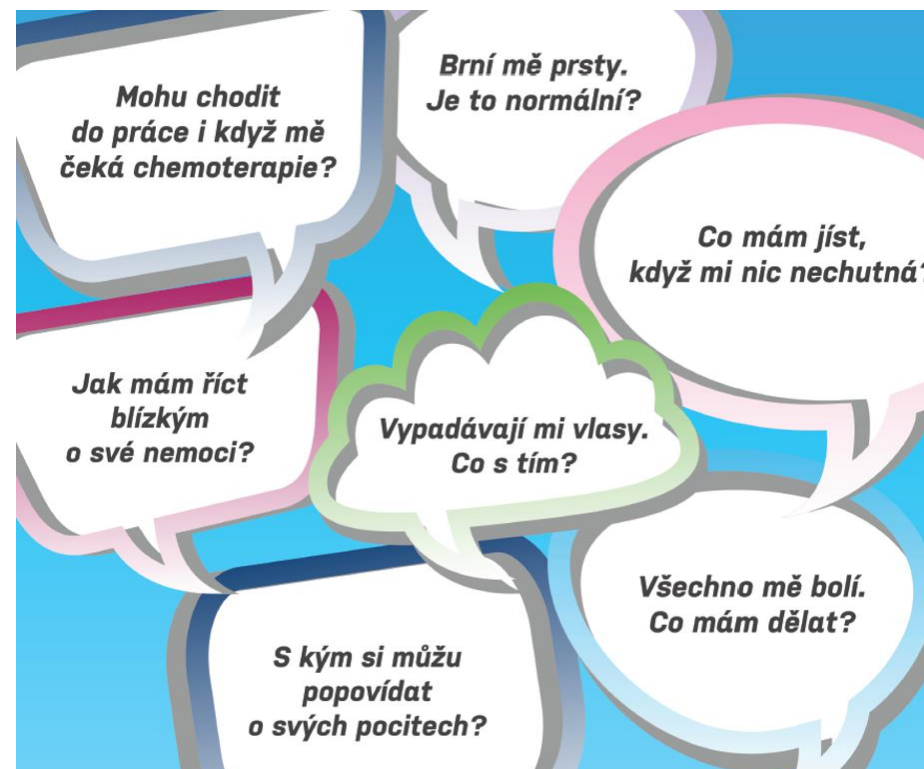 Mohu chodit
do práce i když mě
čeká chemoterapie?
Brní mě prsty.
Je to normální?
Co mám jíst,
když mi nic nechutná?
Jak mám říct
blízkým
o své nemoci?
Vypadávají mi vlasy.
Co s tím?
Všechno mě bolí.
Co mám dělat?
S kým si můžu
popovídat
o svých pocitech?